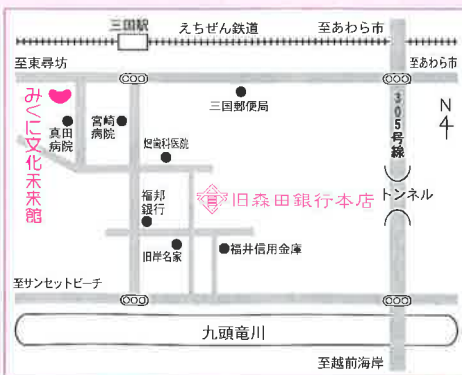 三国駅
えちぜん鉄道
至あわら市
至東尋坊
至あわら市
みくに文化未来館
真田
病院
宮崎
病院
三国郵便局
305号線
N
4
歯科医院
福邦
銀行
旧森田銀行本店
トンネル
旧岸名家
福井信用金庫
至サンセットビーチ
九頭竜川
至越前海岸